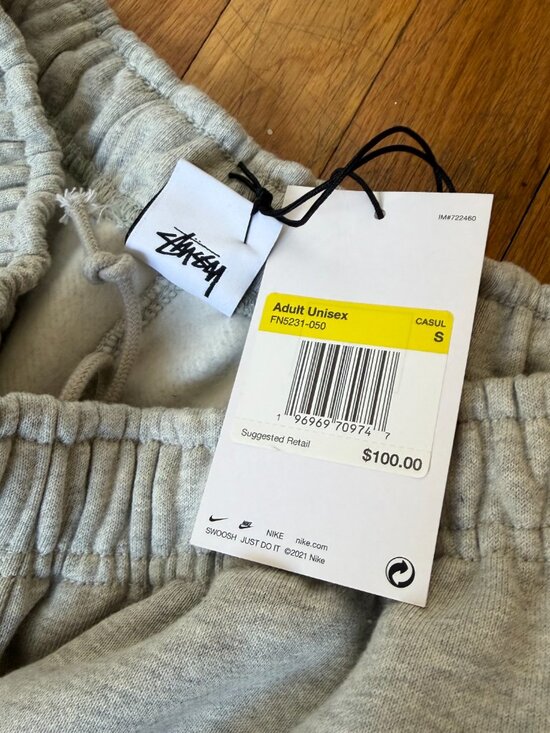 STÜSSY
IM#722460
Adult Unisex
FN5231-050
CASUL
S
1 96969 70974 7
Suggested Retail
$100.00
NIKE nike.com
SWOOSH JUST DO IT ©2021 Nike